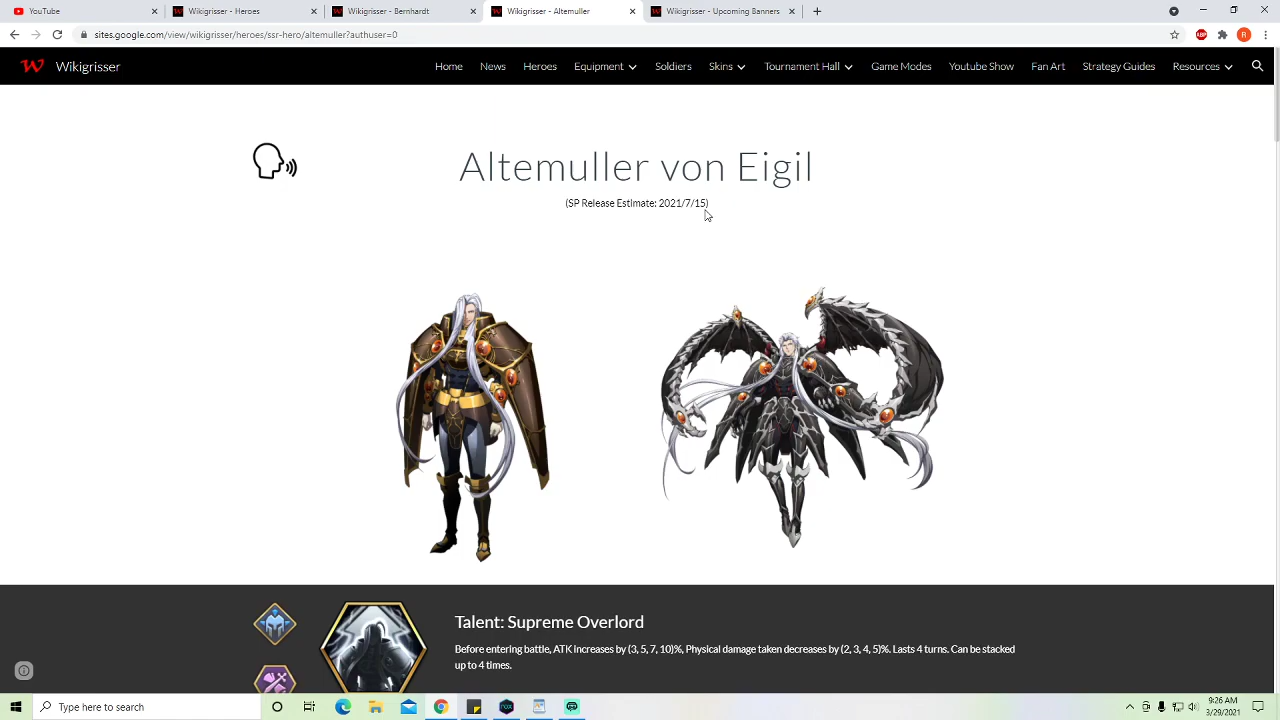 YouTube
Wikigrisser - Heroes
Wikigrisser - Bernhardt
Wikigrisser - Altemuller
Wikigrisser - Upcoming Banners
sites.google.com/view/wikigrisser/heroes/ssr-hero/altemuller?authuser=0
ABP
R
W Wikigrisser
Home News Heroes Equipment Soldiers Skins Tournament Hall Game Modes Youtube Show Fan Art Strategy Guides Resources
Altemuller von Eigil
(SP Release Estimate: 2021/7/15)
Talent: Supreme Overlord
Before entering battle, ATK increases by (3, 5, 7, 10)%, Physical damage taken decreases by (2, 3, 4, 5)%. Lasts 4 turns. Can be stacked
up to 4 times.
Type here to search
9:26 AM
3/29/2021